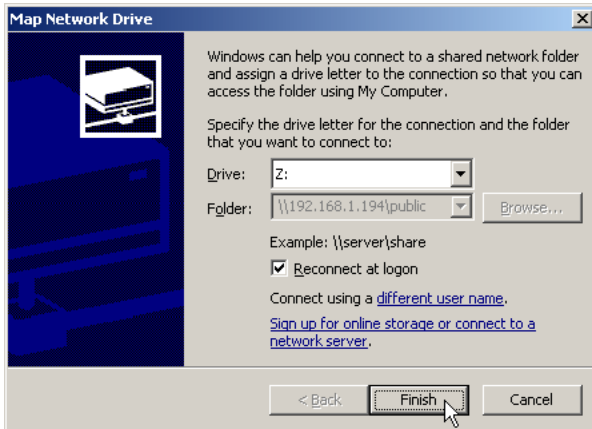 Map Network Drive
Windows can help you connect to a shared network folder
and assign a drive letter to the connection so that you can
access the folder using My Computer.
Specify the drive letter for the connection and the folder
that you want to connect to:
Drive: Z:
Folder: \\192.168.1.194\public Browse...
Example: \\server\share
Reconnect at logon
Connect using a different user name.
Sign up for online storage or connect to a
network server.
< Back Finish Cancel